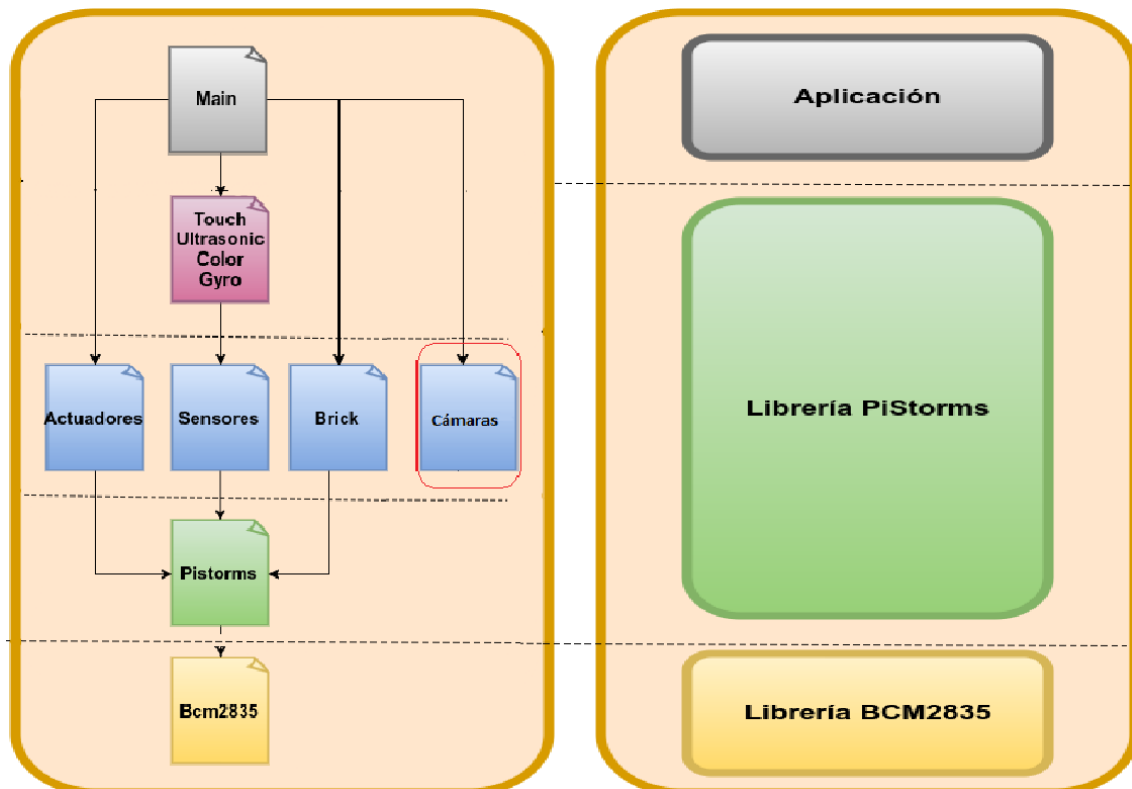 Main
Touch
Ultrasonic
Color
Gyro
Actuadores
Sensores
Brick
Cámaras
Pistorms
Bcm2835
Aplicación
Librería PiStorms
Librería BCM2835